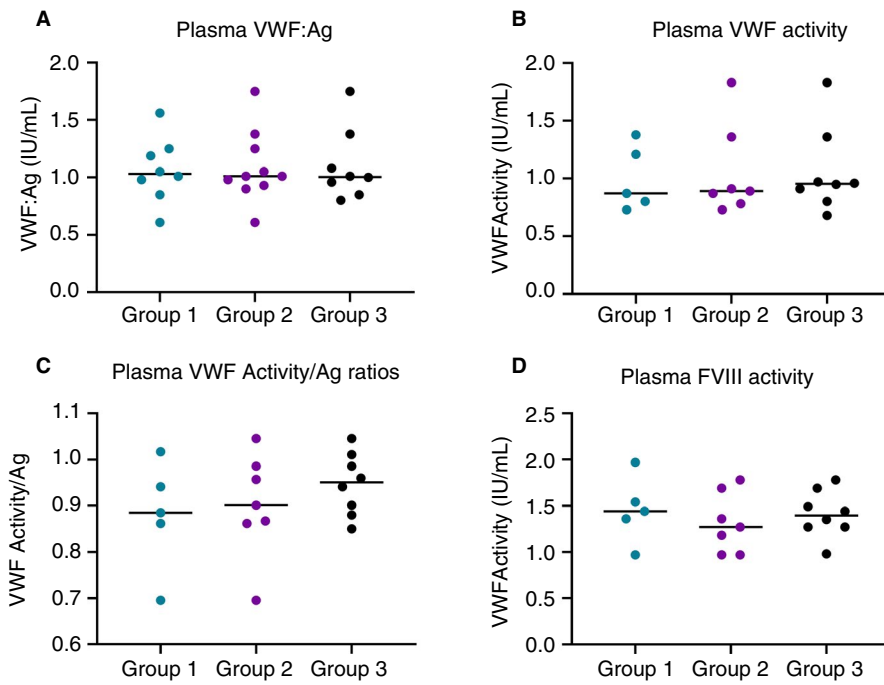 A
Plasma VWF:Ag
VWF:Ag (IU/mL)
2.0
1.5
1.0
0.5
0.0
Group 1 Group 2 Group 3
B
Plasma VWF activity
VWFActivity (IU/mL)
2.0
1.5
1.0
0.5
0.0
Group 1 Group 2 Group 3
C
Plasma VWF Activity/Ag ratios
VWF Activity/Ag
1.1
1.0
0.9
0.8
0.7
0.6
Group 1 Group 2 Group 3
D
Plasma FVIII activity
VWFActivity (IU/mL)
2.5
2.0
1.5
1.0
0.5
0.0
Group 1 Group 2 Group 3